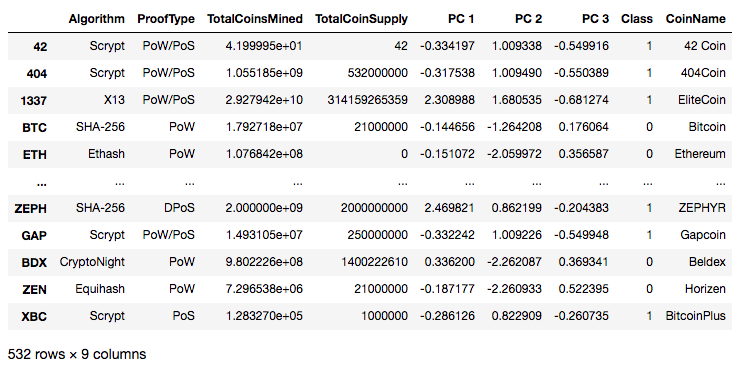 Algorithm ProofType TotalCoinsMined TotalCoinSupply PC 1 PC 2 PC 3 Class CoinName
42 Scrypt PoW/PoS 4.199995e+01 42 -0.334197 1.009338 -0.549916 1 42 Coin
404 Scrypt PoW/PoS 1.055185e+09 532000000 -0.317538 1.009490 -0.550389 1 404Coin
1337 X13 PoW/PoS 2.927942e+10 314159265359 2.308988 1.680535 -0.681274 1 EliteCoin
BTC SHA-256 PoW 1.792718e+07 21000000 -0.144656 -1.264208 0.176064 0 Bitcoin
ETH Ethash PoW 1.076842e+08 0 -0.151072 -2.059972 0.356587 0 Ethereum
... ... ... ... ... ... ... ... ... ...
ZEPH SHA-256 DPoS 2.000000e+09 2000000000 2.469821 0.862199 -0.204383 1 ZEPHYR
GAP Scrypt PoW/PoS 1.493105e+07 250000000 -0.332242 1.009226 -0.549948 1 Gapcoin
BDX CryptoNight PoW 9.802226e+08 1400222610 0.336200 -2.262087 0.369341 0 Beldex
ZEN Equihash PoW 7.296538e+06 21000000 -0.187177 -2.260933 0.522395 0 Horizen
XBC Scrypt PoS 1.283270e+05 1000000 -0.286126 0.822909 -0.260735 1 BitcoinPlus
532 rows × 9 columns